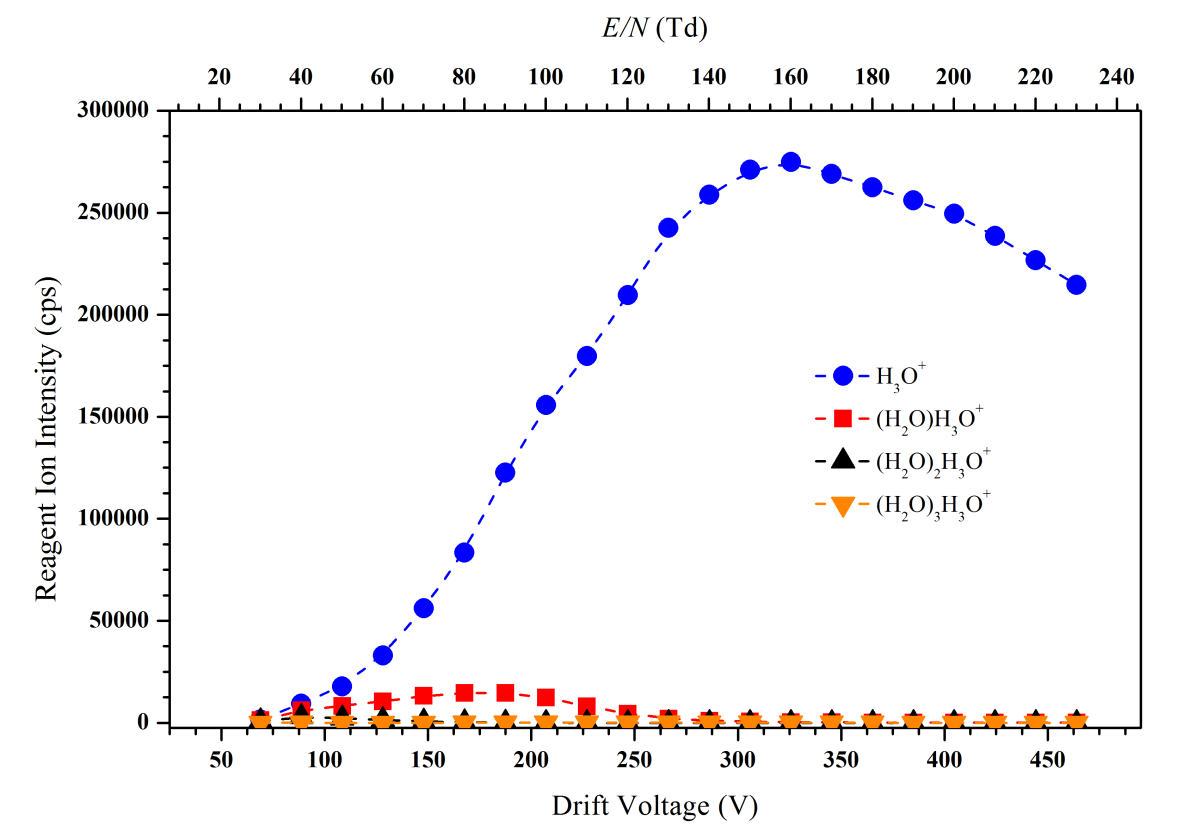 E/N (Td)
20 40 60 80 100 120 140 160 180 200 220 240
300000
250000
200000
150000
100000
50000
0
Reagent Ion Intensity (cps)
H₃O⁺
(H₂O)H₃O⁺
(H₂O)₂H₃O⁺
(H₂O)₃H₃O⁺
50 100 150 200 250 300 350 400 450
Drift Voltage (V)